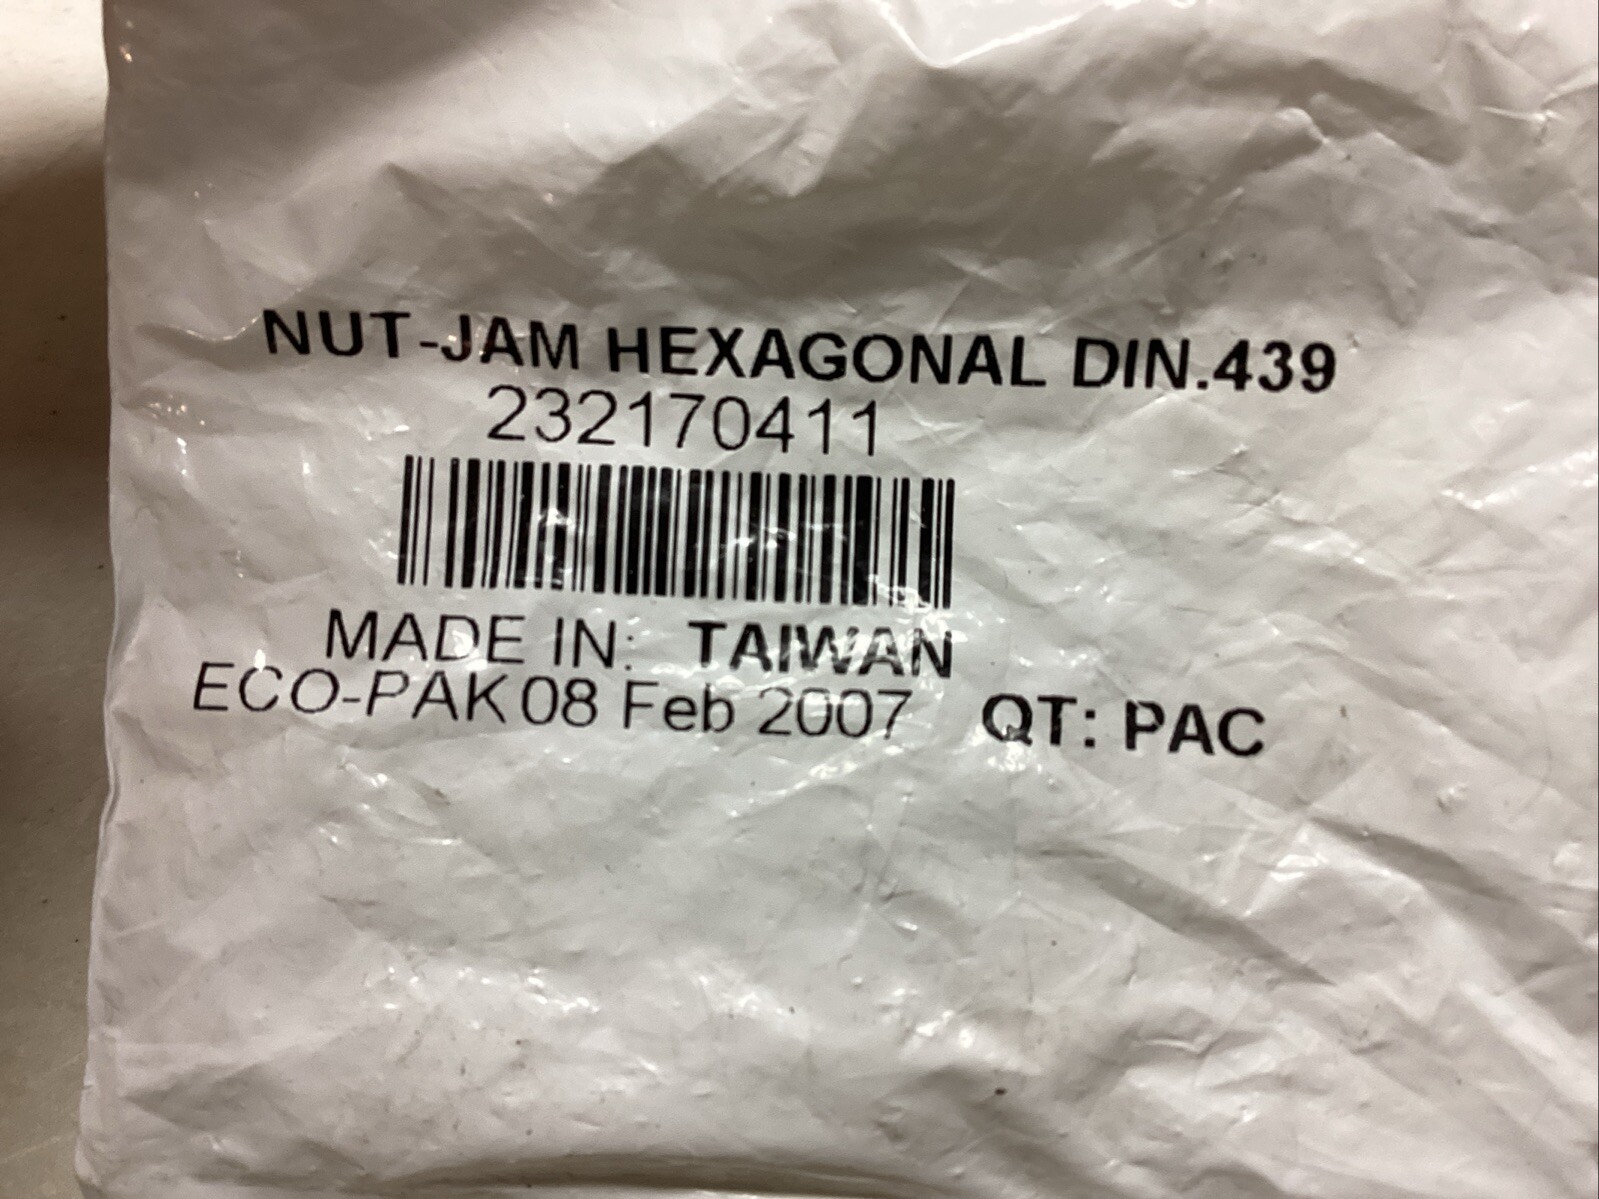 NUT-JAM HEXAGONAL DIN.439
232170411
MADE IN: TAIWAN
ECO-PAK 08 Feb 2007 QT: PAC